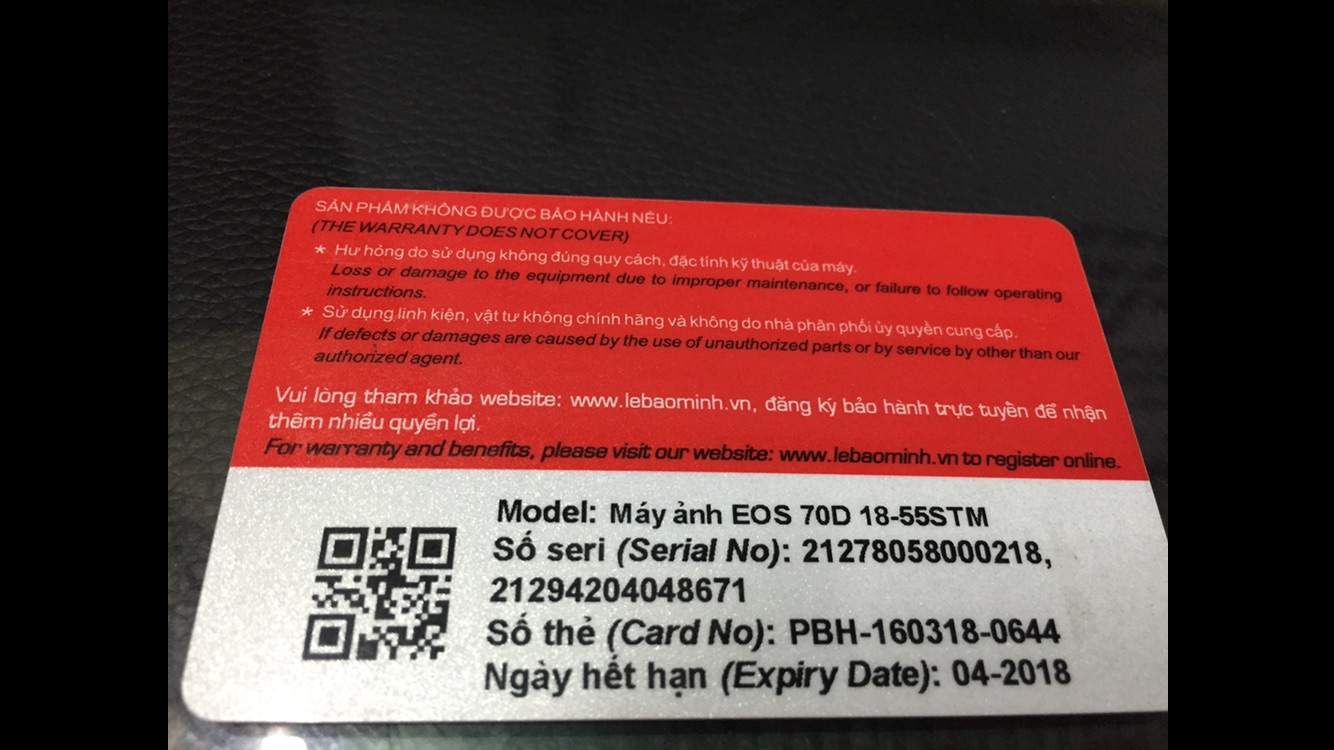 SẢN PHẨM KHÔNG ĐƯỢC BẢO HÀNH NẾU:
(THE WARRANTY DOES NOT COVER)
* Hư hỏng do sử dụng không đúng quy cách, đặc tính kỹ thuật của máy.
Loss or damage to the equipment due to improper maintenance, or failure to follow operating
instructions.
* Sử dụng linh kiện, vật tư không chính hãng và không do nhà phân phối ủy quyền cung cấp.
If defects or damages are caused by the use of unauthorized parts or by service by other than our
authorized agent.
Vui lòng tham khảo website: www.lebaominh.vn, đăng ký bảo hành trực tuyến để nhận
thêm nhiều quyền lợi.
For warranty and benefits, please visit our website: www.lebaominh.vn to register online.
Model: Máy ảnh EOS 70D 18-55STM
Số seri (Serial No): 21278058000218,
21294204048671
Số thẻ (Card No): PBH-160318-0644
Ngày hết hạn (Expiry Date): 04-2018